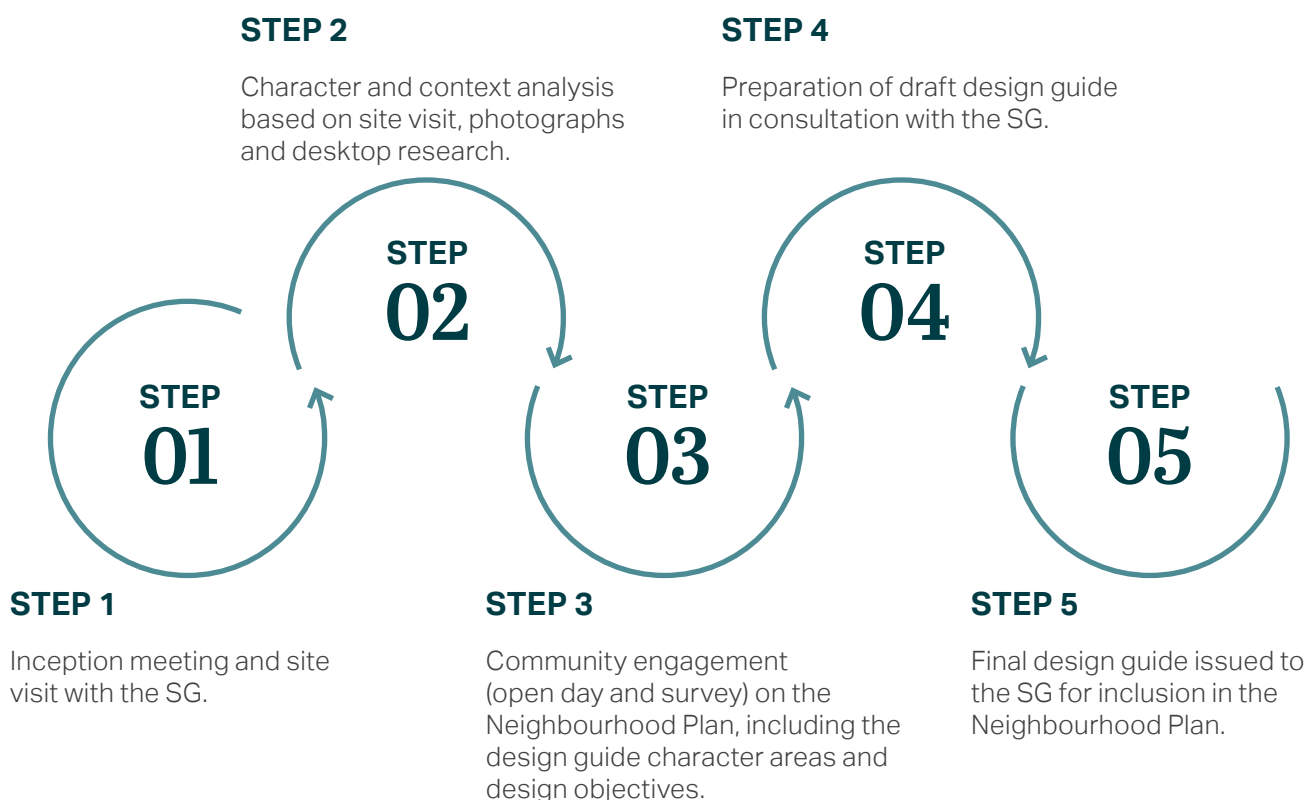 STEP 2
Character and context analysis
based on site visit, photographs
and desktop research.
STEP 4
Preparation of draft design guide
in consultation with the SG.
STEP
02
STEP
04
STEP
01
STEP
03
STEP
05
STEP 1
Inception meeting and site
visit with the SG.
STEP 3
Community engagement
(open day and survey) on the
Neighbourhood Plan, including the
design guide character areas and
design objectives.
STEP 5
Final design guide issued to
the SG for inclusion in the
Neighbourhood Plan.